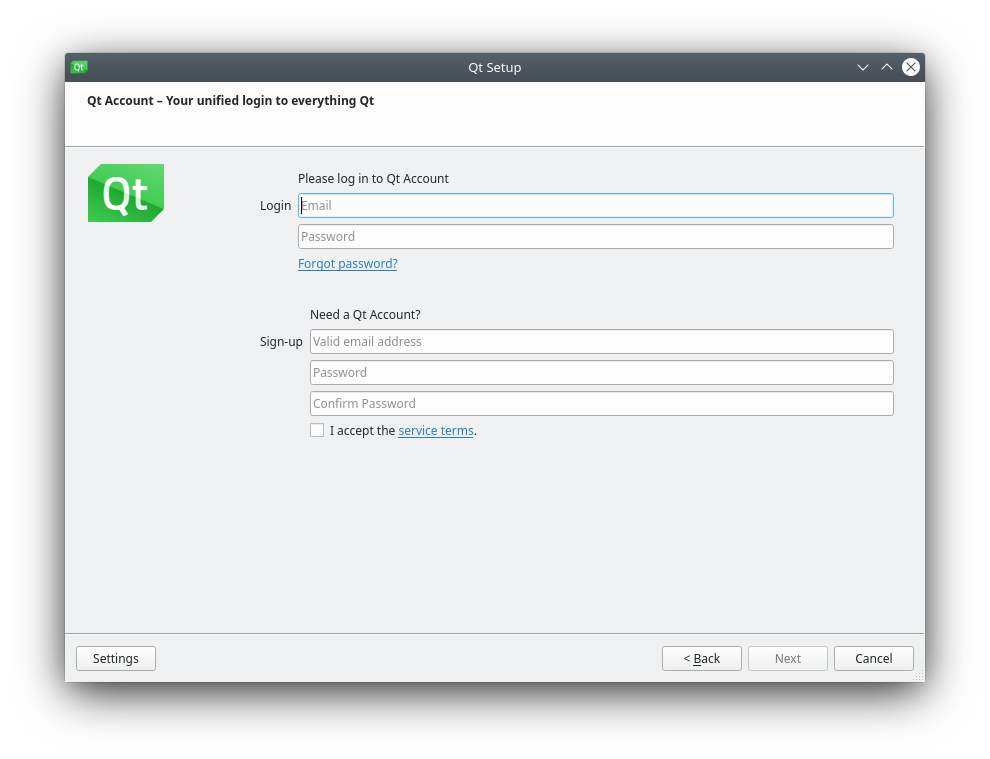 Qt
Qt Setup
Qt Account – Your unified login to everything Qt
Qt
Please log in to Qt Account
Login
Email
Password
Forgot password?
Need a Qt Account?
Sign-up
Valid email address
Password
Confirm Password
I accept the service terms.
Settings
< Back
Next
Cancel